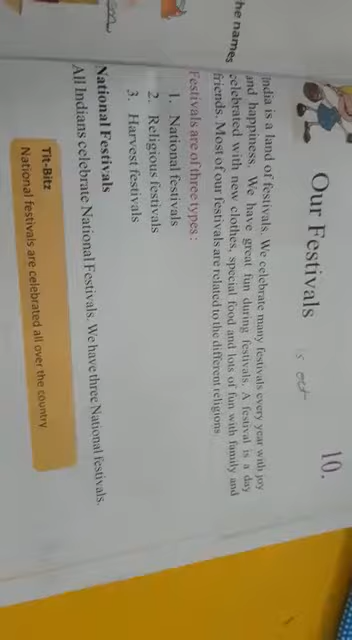 10.
Our Festivals
India is a land of festivals. We celebrate many festivals every year with joy
and happiness. We have great fun during festivals. A festival is a day
celebrated with new clothes, special food and lots of fun with family and
friends. Most of our festivals are related to the different religions
Festivals are of three types :
1. National festivals
2. Religious festivals
3. Harvest festivals
National Festivals
All Indians celebrate National Festivals. We have three National festivals.
Tit-Bitz
National festivals are celebrated all over the country
he names